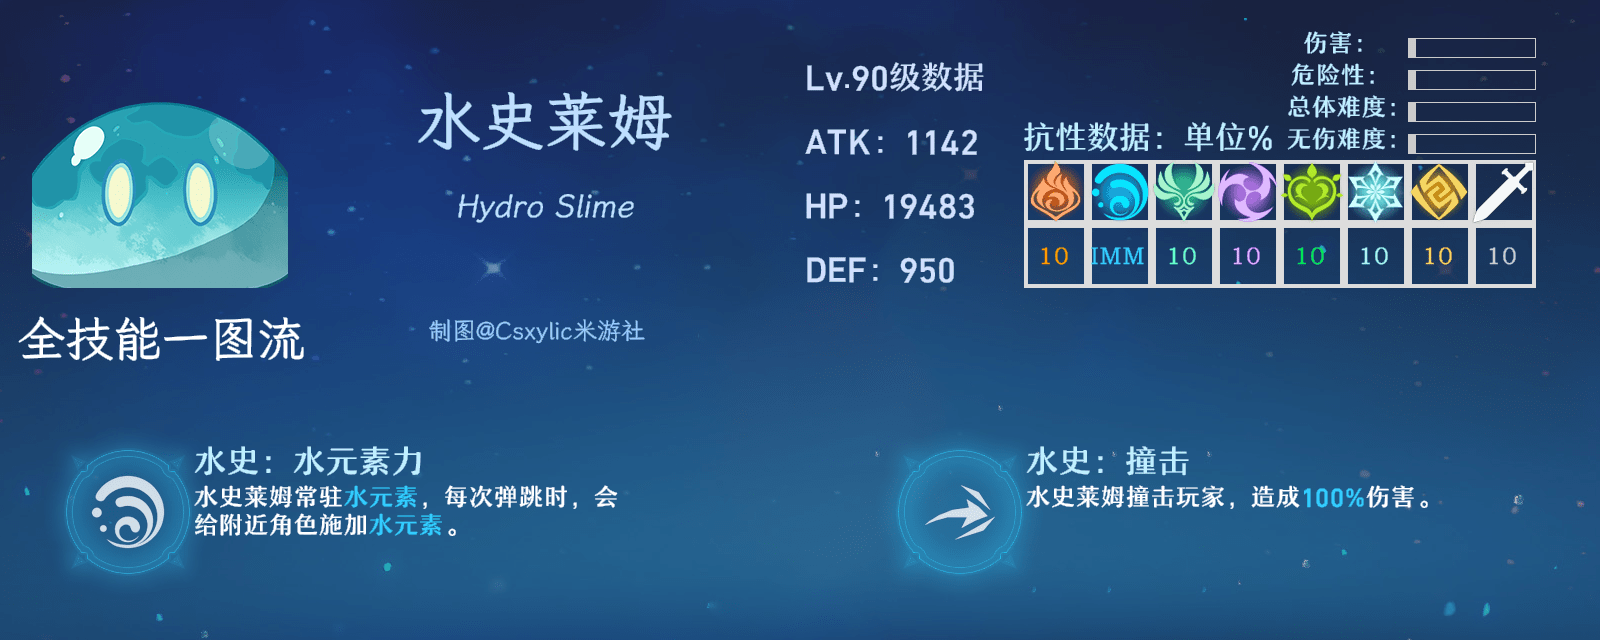 水史莱姆
Hydro Slime
全技能一图流
制图@Csxylic米游社
Lv.90级数据
ATK：1142
HP：19483
DEF：950
伤害：
危险性：
总体难度：
无伤难度：
抗性数据：单位%
10 IMM 10 10 10 10 10 10
水史：水元素力
水史莱姆常驻水元素，每次弹跳时，会
给附近角色施加水元素。
水史：撞击
水史莱姆撞击玩家，造成100%伤害。